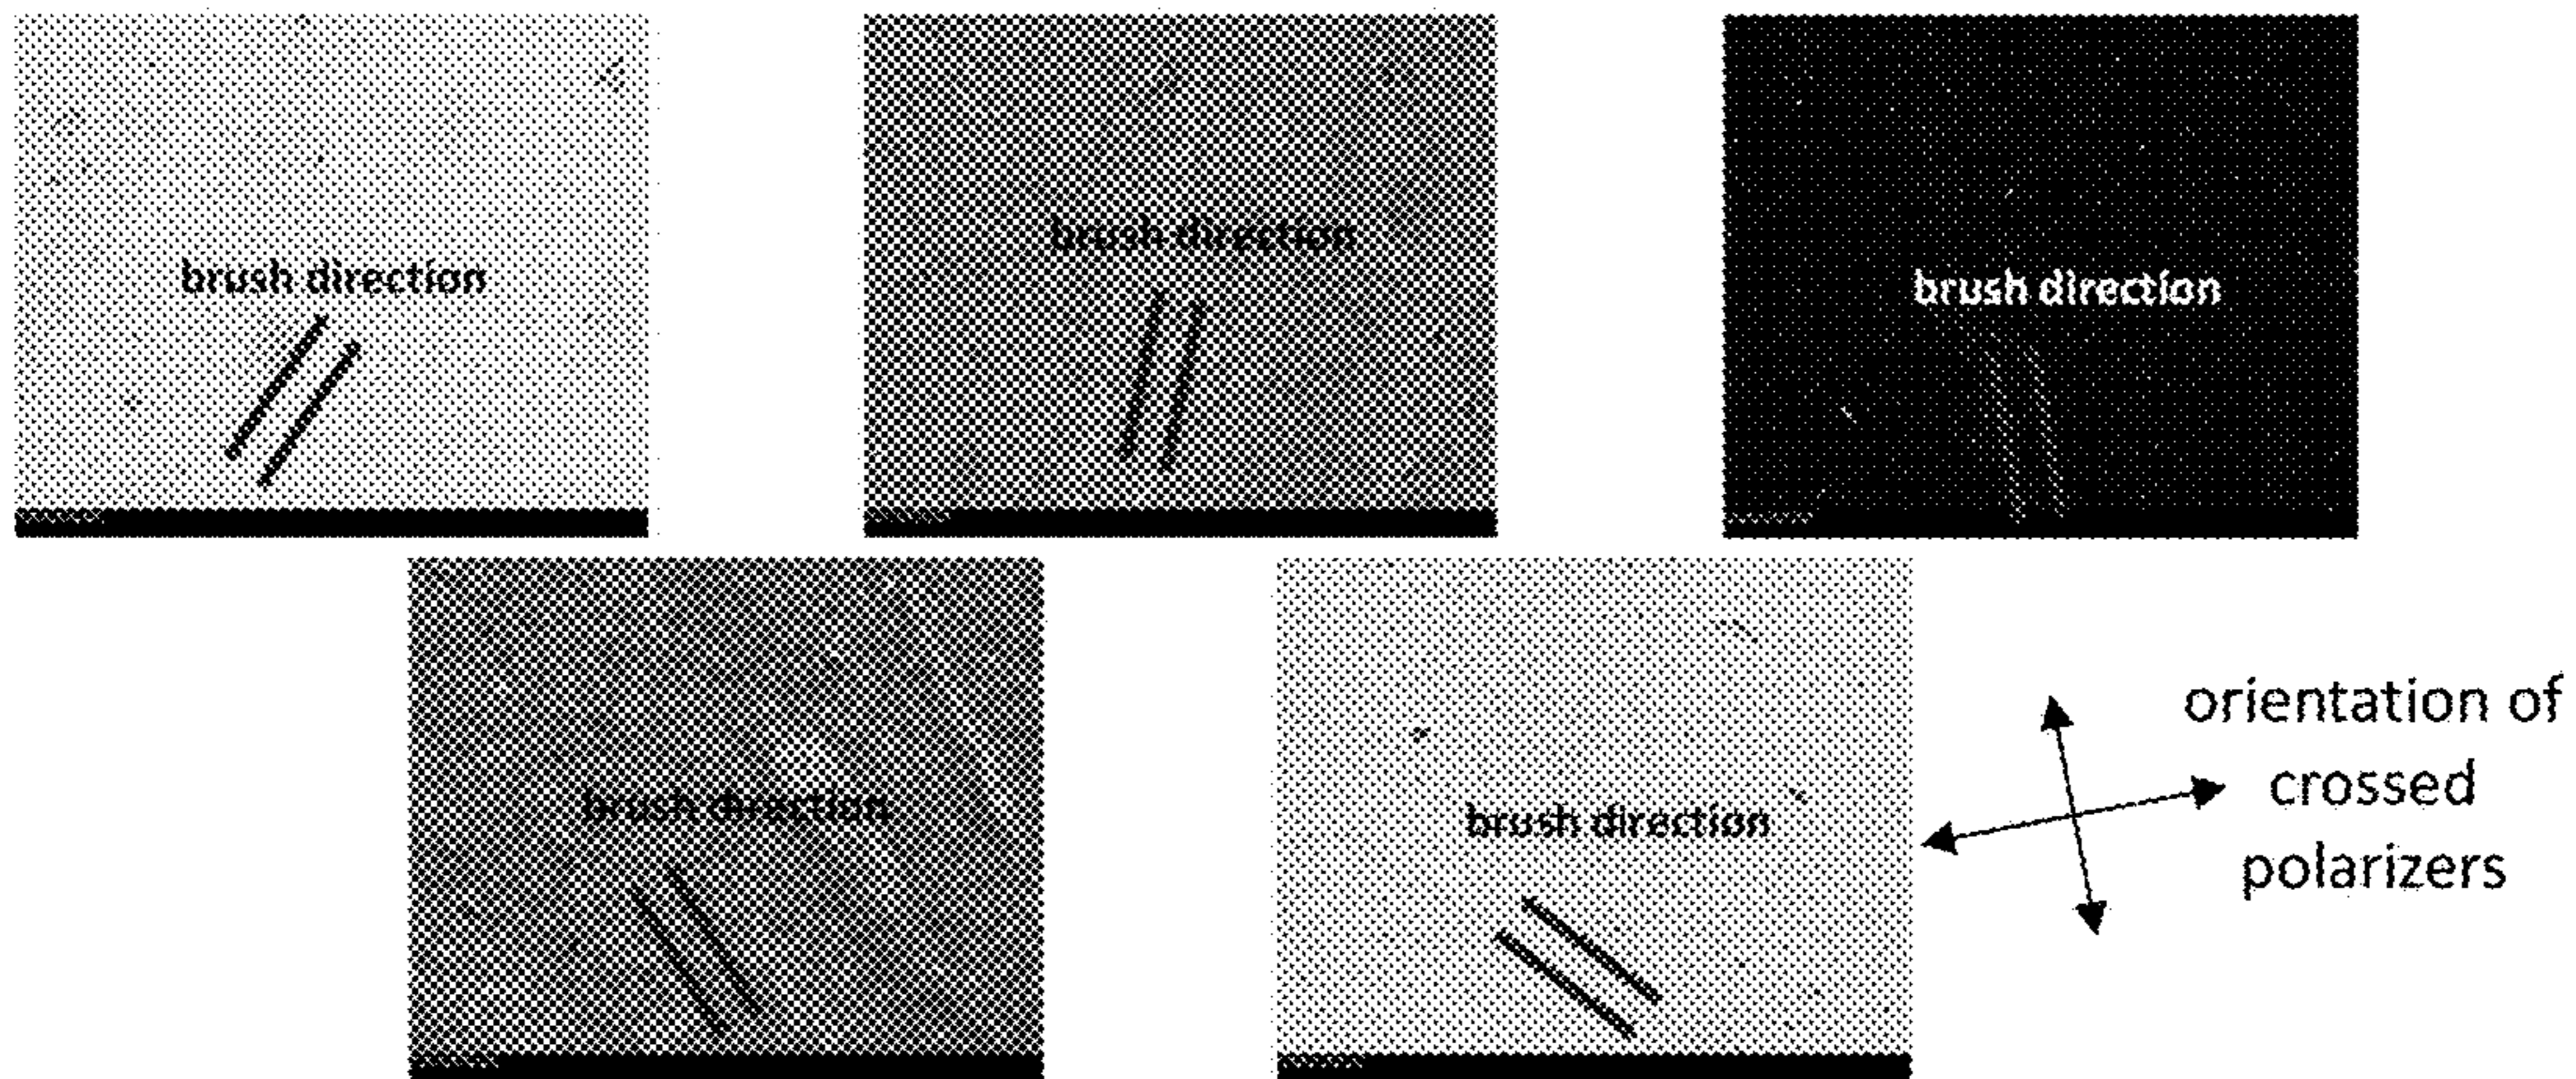 brush direction
brush direction
brush direction
brush direction
brush direction
orientation of
crossed
polarizers